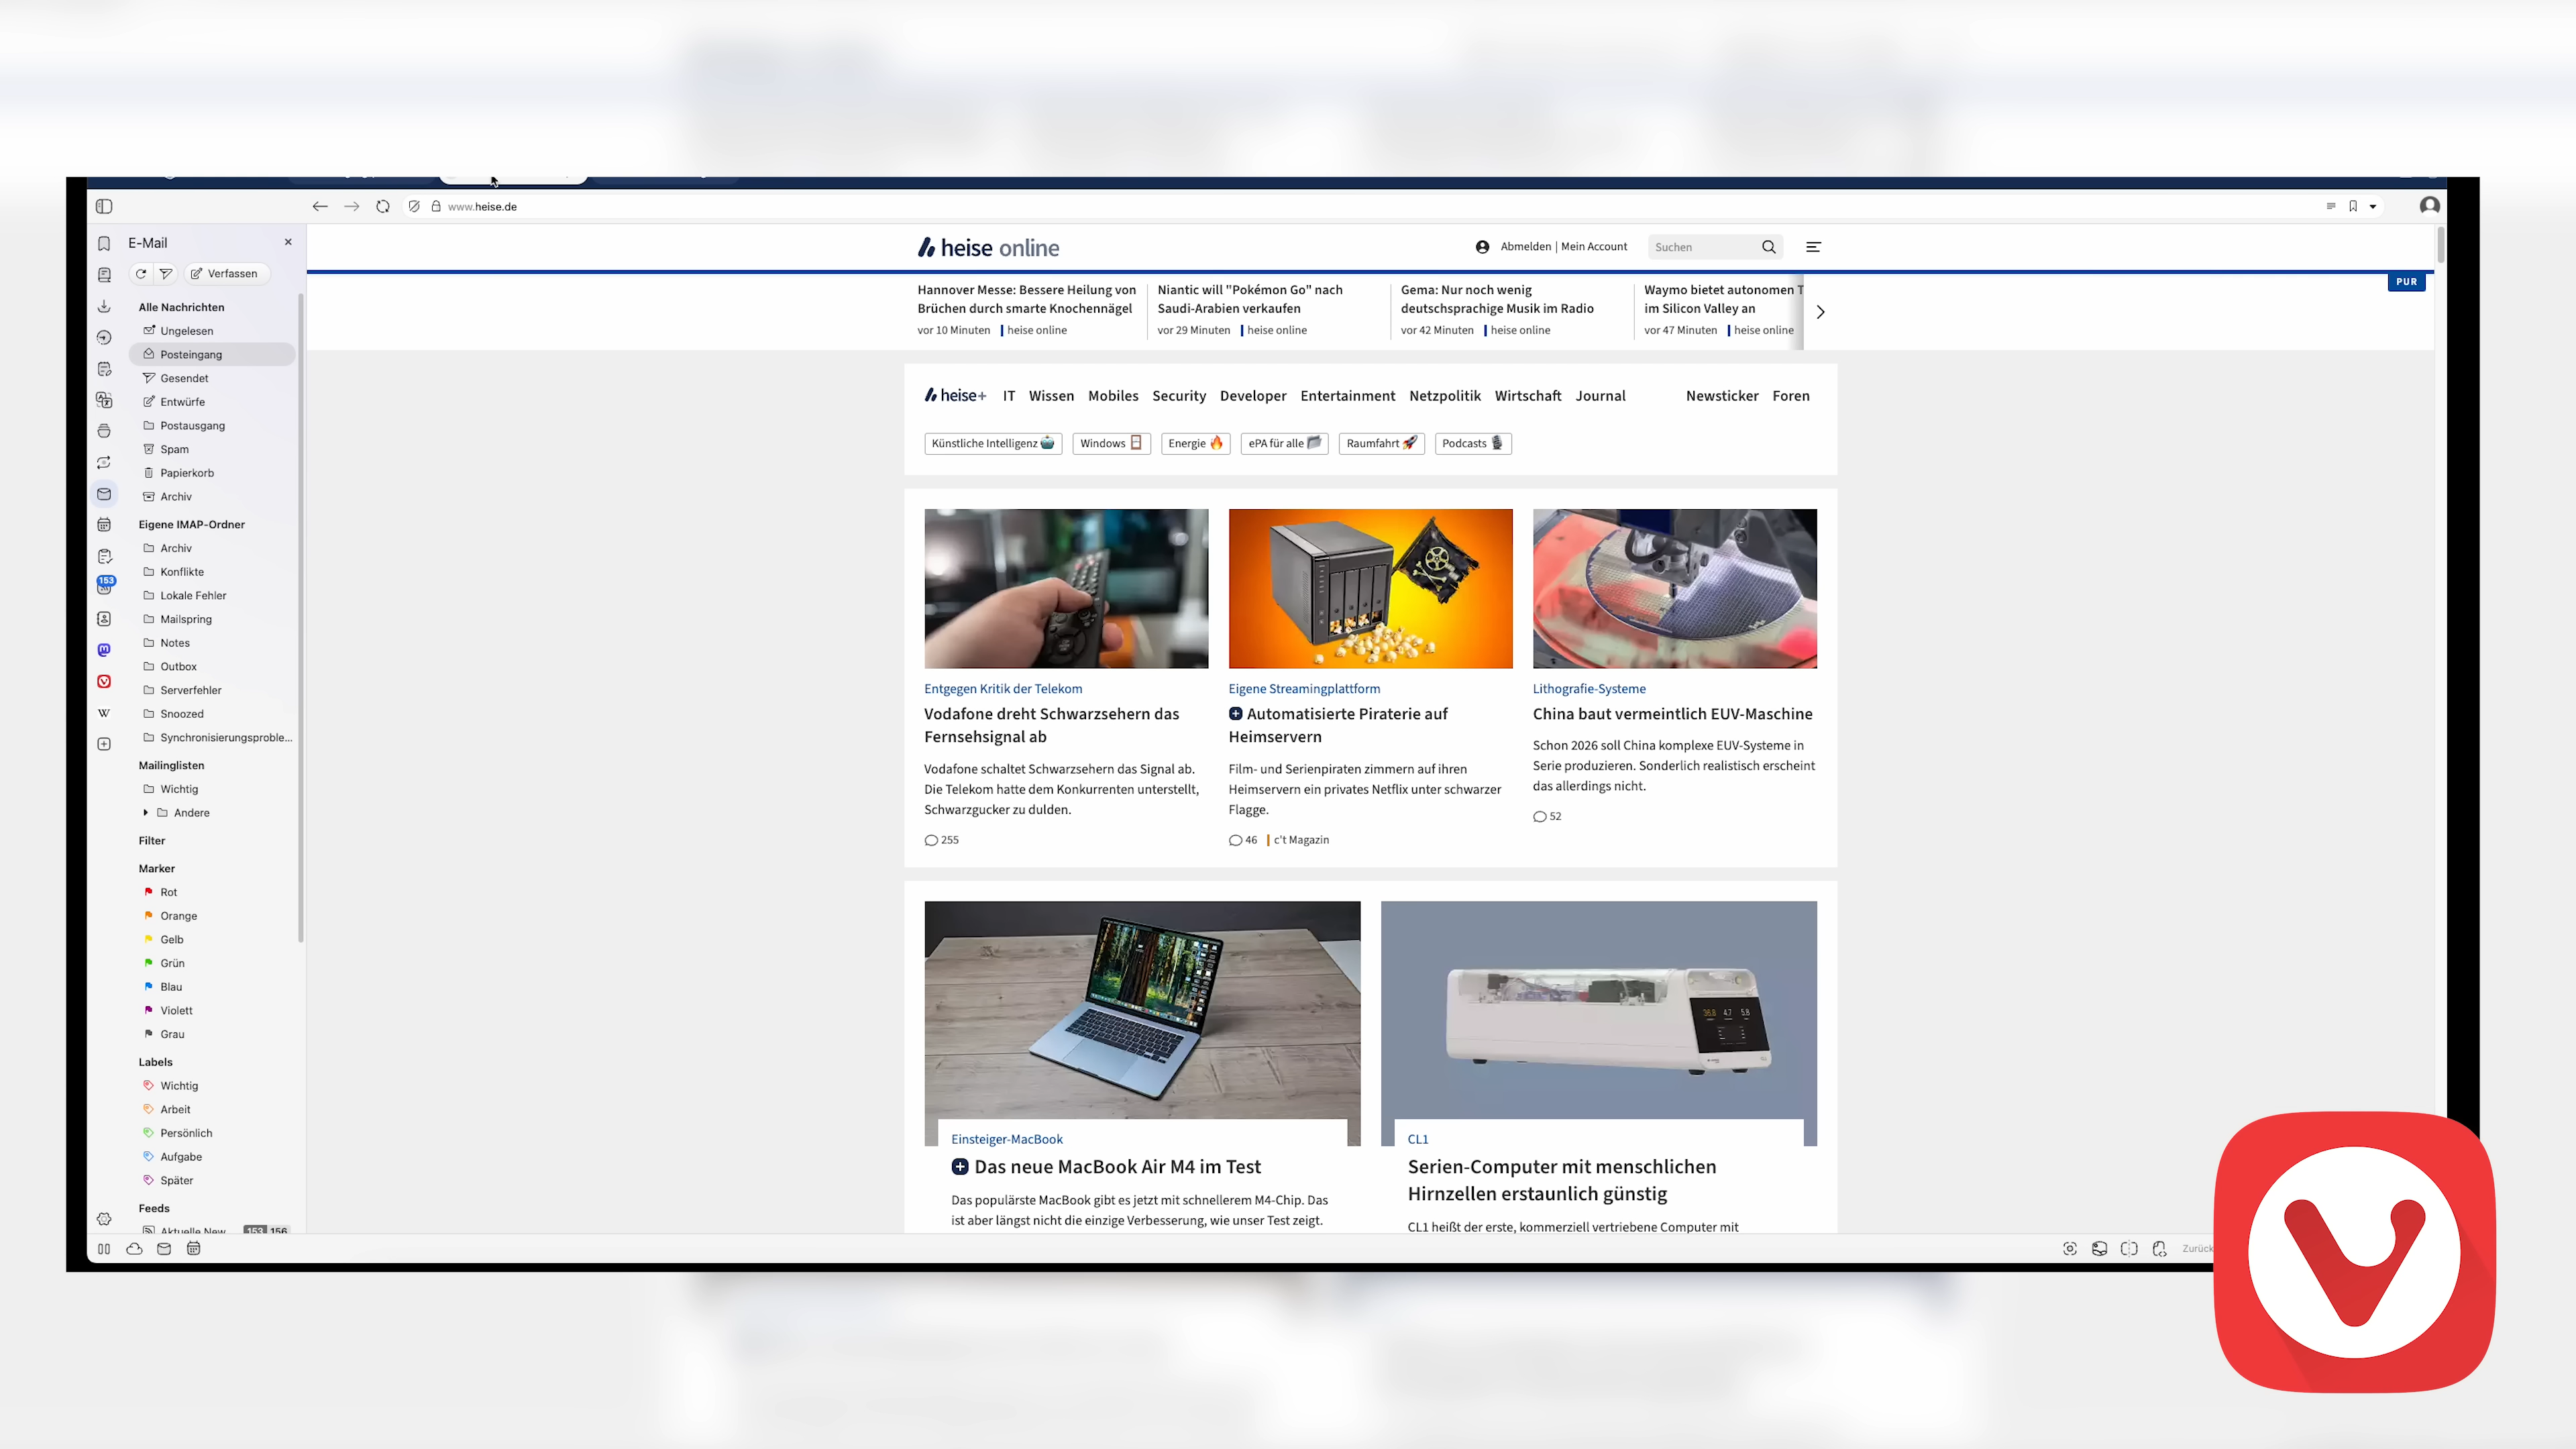 www.heise.de
E-Mail
Verfassen
Alle Nachrichten
Ungelesen
Posteingang
Gesendet
Entwürfe
Postausgang
Spam
Papierkorb
Archiv
Eigene IMAP-Ordner
Archiv
Konflikte
Lokale Fehler
Mailspring
Notes
Outbox
Serverfehler
Snoozed
Synchronisierungsproble...
Mailinglisten
Wichtig
Andere
Filter
Marker
Rot
Orange
Gelb
Grün
Blau
Violett
Grau
Labels
Wichtig
Arbeit
Persönlich
Aufgabe
Später
Feeds
Aktuelle New 153 156
153
W
heise online
Abmelden | Mein Account
Suchen
PUR
Hannover Messe: Bessere Heilung von
Brüchen durch smarte Knochennägel
vor 10 Minuten heise online
Niantic will "Pokémon Go" nach
Saudi-Arabien verkaufen
vor 29 Minuten heise online
Gema: Nur noch wenig
deutschsprachige Musik im Radio
vor 42 Minuten heise online
Waymo bietet autonomen T
im Silicon Valley an
vor 47 Minuten heise online
heise+ IT Wissen Mobiles Security Developer Entertainment Netzpolitik Wirtschaft Journal Newsticker Foren
Künstliche Intelligenz Windows Energie ePA für alle Raumfahrt Podcasts
Entgegen Kritik der Telekom
Vodafone dreht Schwarzsehern das
Fernsehsignal ab
Vodafone schaltet Schwarzsehern das Signal ab.
Die Telekom hatte dem Konkurrenten unterstellt,
Schwarzgucker zu dulden.
255
Eigene Streamingplattform
Automatisierte Piraterie auf
Heimservern
Film- und Serienpiraten zimmern auf ihren
Heimservern ein privates Netflix unter schwarzer
Flagge.
46 c't Magazin
Lithografie-Systeme
China baut vermeintlich EUV-Maschine
Schon 2026 soll China komplexe EUV-Systeme in
Serie produzieren. Sonderlich realistisch erscheint
das allerdings nicht.
52
Einsteiger-MacBook
Das neue MacBook Air M4 im Test
Das populärste MacBook gibt es jetzt mit schnellerem M4-Chip. Das
ist aber längst nicht die einzige Verbesserung, wie unser Test zeigt.
36.8 4.7 5.8
CL1
Serien-Computer mit menschlichen
Hirnzellen erstaunlich günstig
CL1 heißt der erste, kommerziell vertriebene Computer mit
Zurück